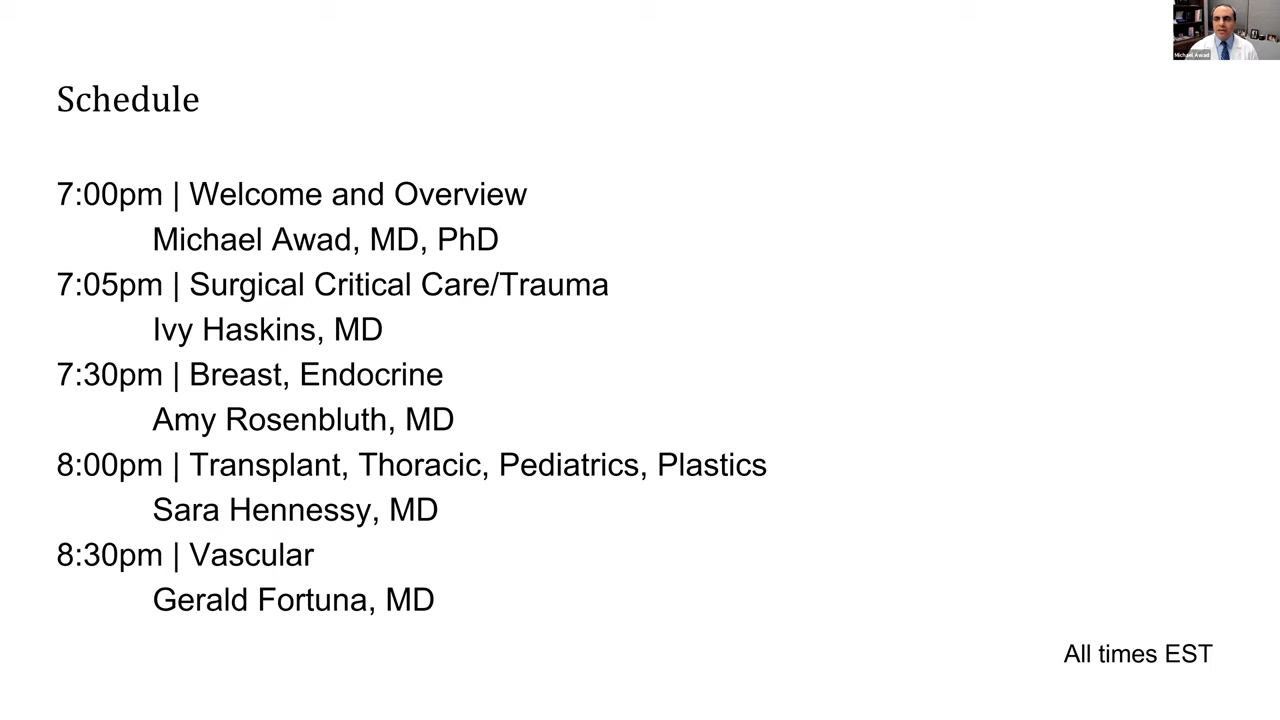 Michael Awad
Schedule
7:00pm | Welcome and Overview
Michael Awad, MD, PhD
7:05pm | Surgical Critical Care/Trauma
Ivy Haskins, MD
7:30pm | Breast, Endocrine
Amy Rosenbluth, MD
8:00pm | Transplant, Thoracic, Pediatrics, Plastics
Sara Hennessy, MD
8:30pm | Vascular
Gerald Fortuna, MD
All times EST